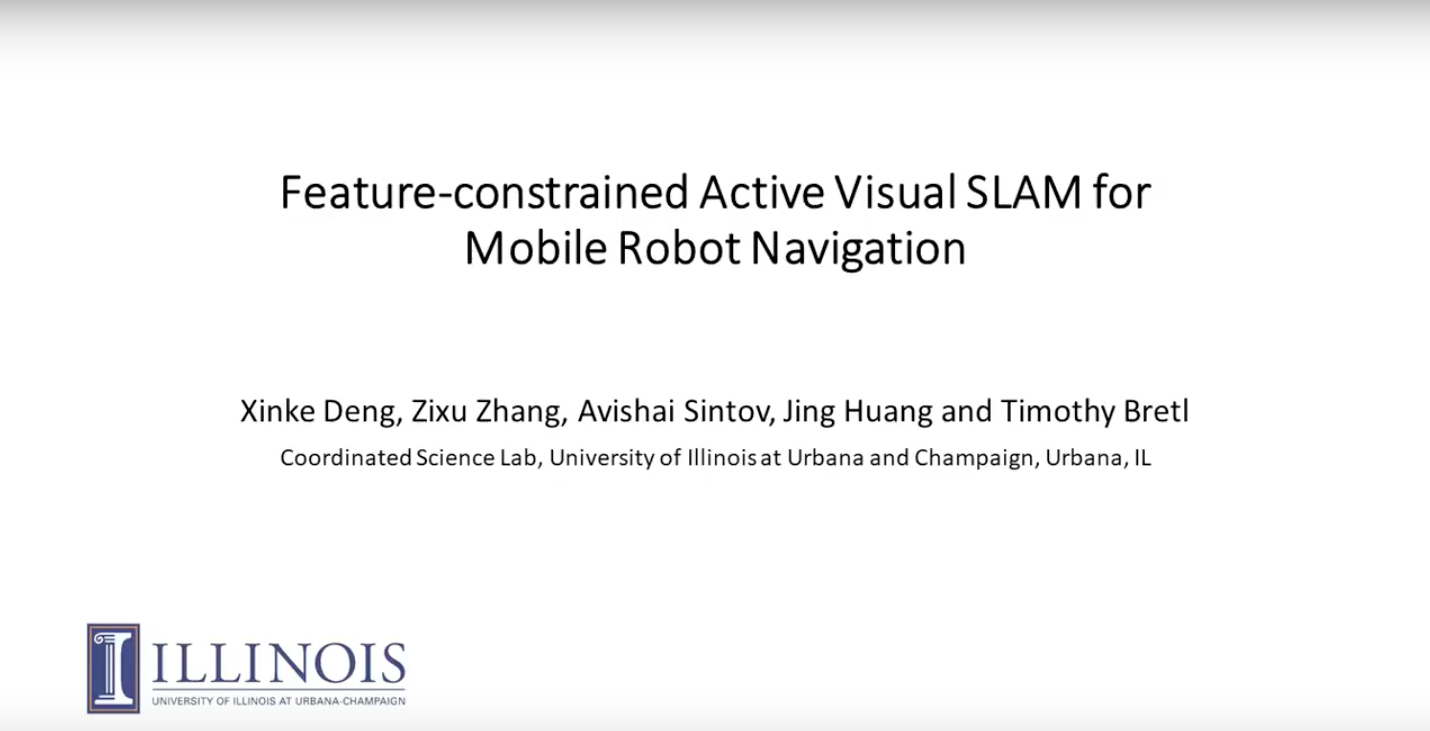 Feature-constrained Active Visual SLAM for
Mobile Robot Navigation
Xinke Deng, Zixu Zhang, Avishai Sintov, Jing Huang and Timothy Bretl
Coordinated Science Lab, University of Illinois at Urbana and Champaign, Urbana, IL
ILLINOIS
UNIVERSITY OF ILLINOIS AT URBANA-CHAMPAIGN